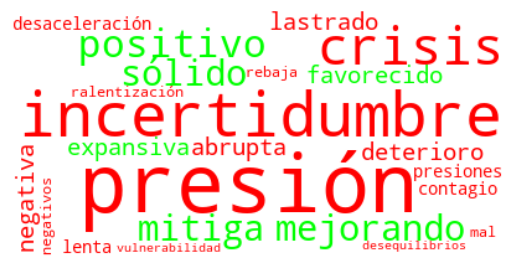 desaceleración lastrado
positivo crisis
sólido rebaja favorecido
ralentización
incertidumbre
expansiva abrupta deterioro
negativa negativos presión presiones
contagio
mitiga mejorando mal
lenta vulnerabilidad desequilibrios